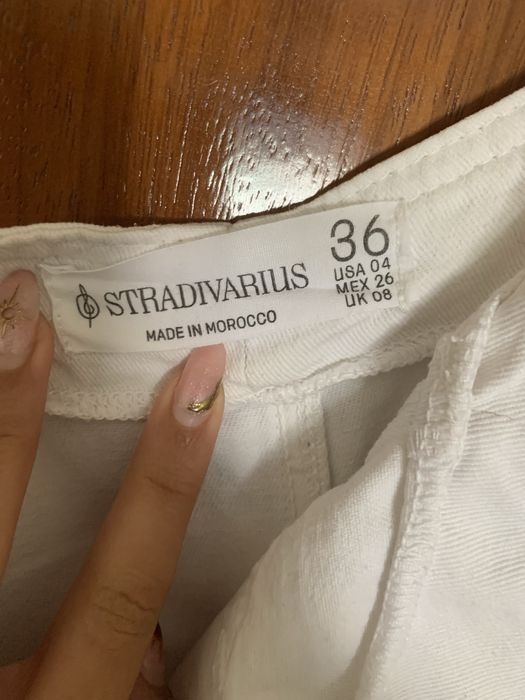 STRADIVARIUS
MADE IN MOROCCO
36
USA 04
MEX 26
UK 08